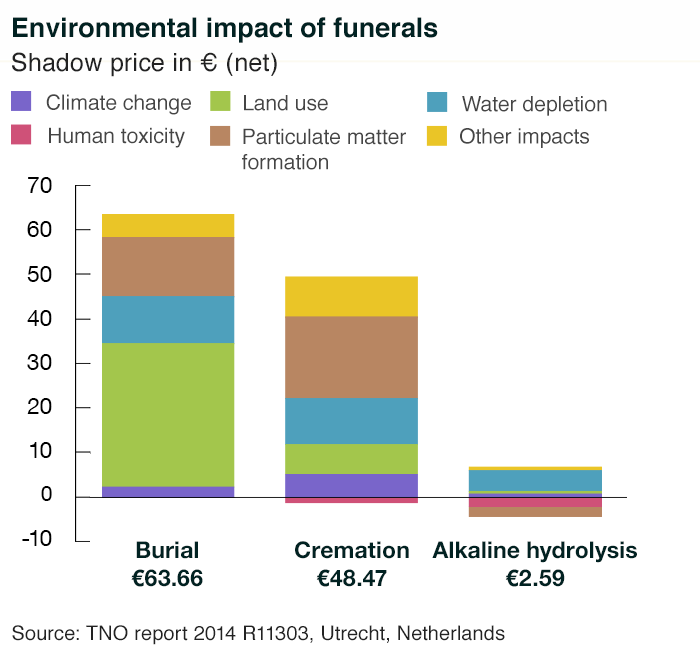 Environmental impact of funerals
Shadow price in € (net)
Climate change
Land use
Water depletion
Human toxicity
Particulate matter
formation
Other impacts
70
60
50
40
30
20
10
0
-10
Burial
Cremation
Alkaline hydrolysis
€63.66
€48.47
€2.59
Source: TNO report 2014 R11303, Utrecht, Netherlands